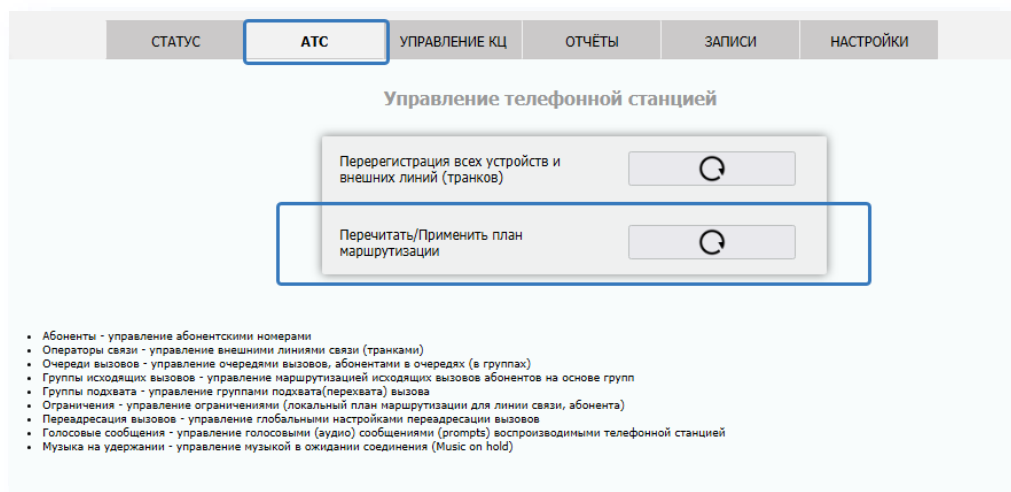 СТАТУС АТС УПРАВЛЕНИЕ КЦ ОТЧЁТЫ ЗАПИСИ НАСТРОЙКИ
Управление телефонной станцией
Перерегистрация всех устройств и
внешних линий (транков)
Перечитать/Применить план
маршрутизации
• Абоненты - управление абонентскими номерами
• Операторы связи - управление внешними линиями связи (транками)
• Очереди вызовов - управление очередями вызовов, абонентами в очередях (в группах)
• Группы исходящих вызовов - управление маршрутизацией исходящих вызовов абонентов на основе групп
• Группы подхвата - управление группами подхвата(перехвата) вызова
• Ограничения - управление ограничениями (локальный план маршрутизации для линии связи, абонента)
• Переадресация вызовов - управление глобальными настройками переадресации вызовов
• Голосовые сообщения - управление голосовыми (аудио) сообщениями (prompts) воспроизводимыми телефонной станцией
• Музыка на удержании - управление музыкой в ожидании соединения (Music on hold)